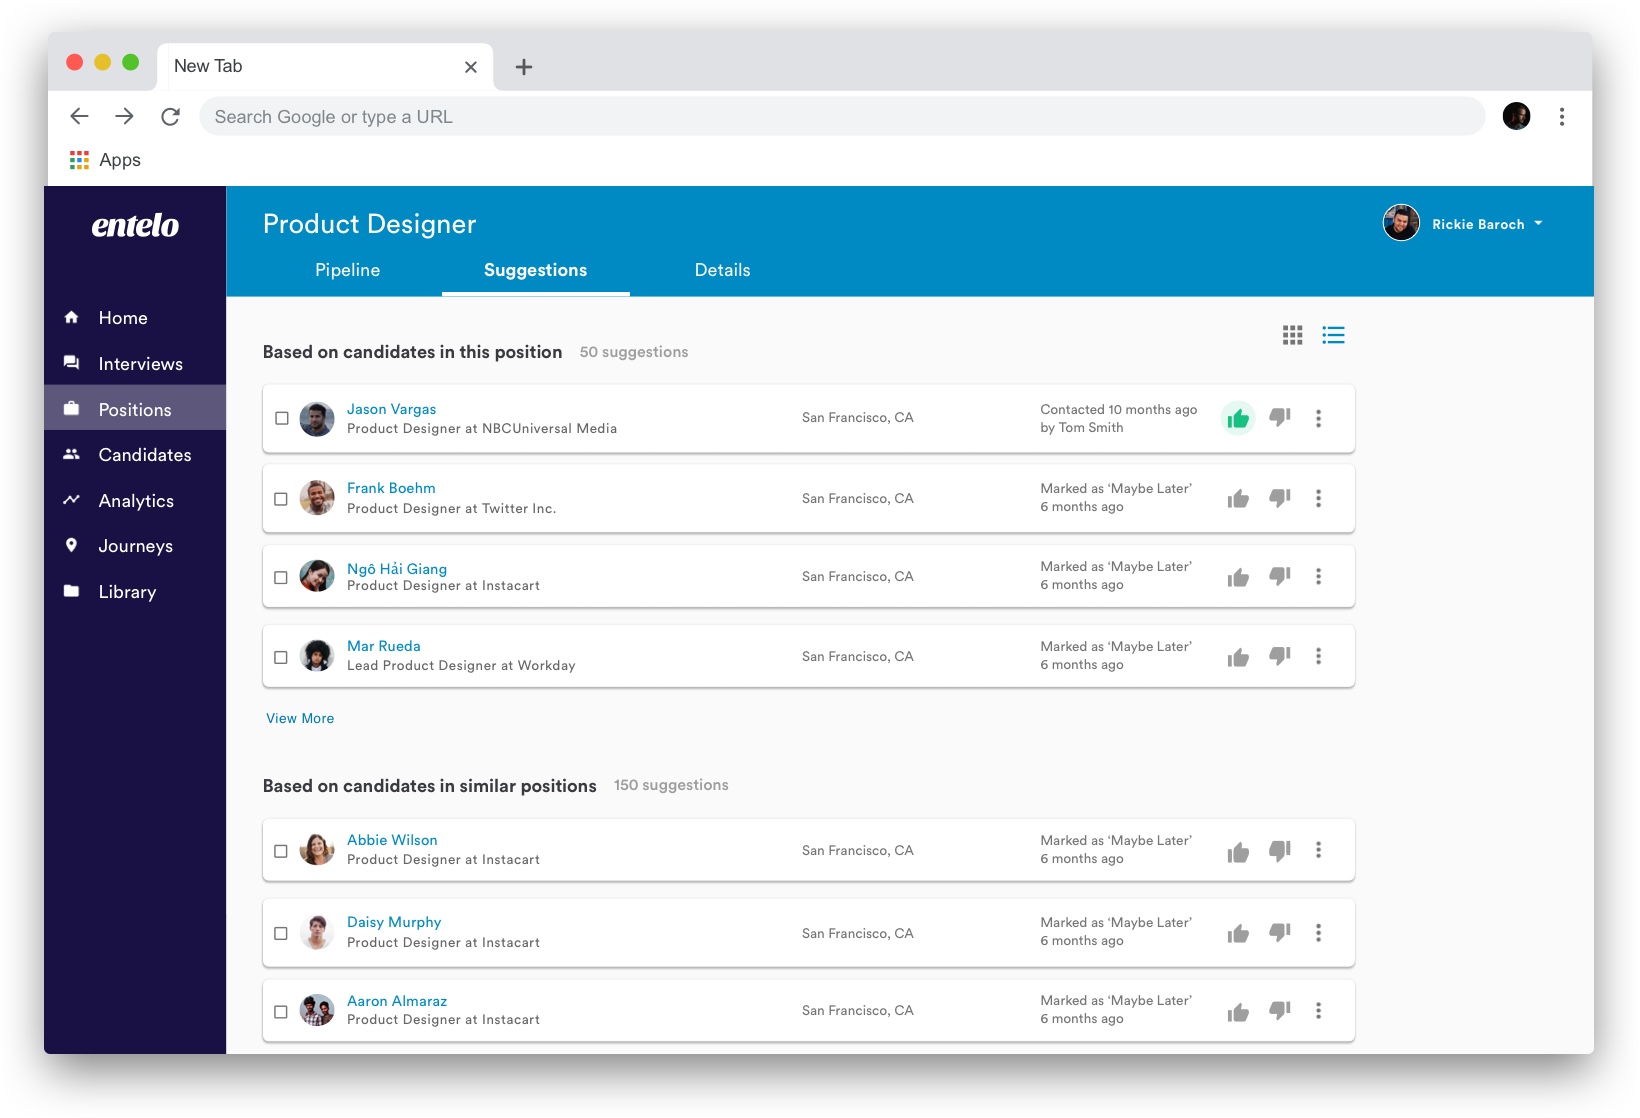 New Tab
Search Google or type a URL
Apps
entelo
Product Designer
Rickie Baroch
Pipeline
Suggestions
Details
Home
Interviews
Positions
Candidates
Analytics
Journeys
Library
Based on candidates in this position 50 suggestions
Jason Vargas
Product Designer at NBCUniversal Media
San Francisco, CA
Contacted 10 months ago
by Tom Smith
Frank Boehm
Product Designer at Twitter Inc.
San Francisco, CA
Marked as ‘Maybe Later’
6 months ago
Ngô Hải Giang
Product Designer at Instacart
San Francisco, CA
Marked as ‘Maybe Later’
6 months ago
Mar Rueda
Lead Product Designer at Workday
San Francisco, CA
Marked as ‘Maybe Later’
6 months ago
View More
Based on candidates in similar positions 150 suggestions
Abbie Wilson
Product Designer at Instacart
San Francisco, CA
Marked as ‘Maybe Later’
6 months ago
Daisy Murphy
Product Designer at Instacart
San Francisco, CA
Marked as ‘Maybe Later’
6 months ago
Aaron Almaraz
Product Designer at Instacart
San Francisco, CA
Marked as ‘Maybe Later’
6 months ago